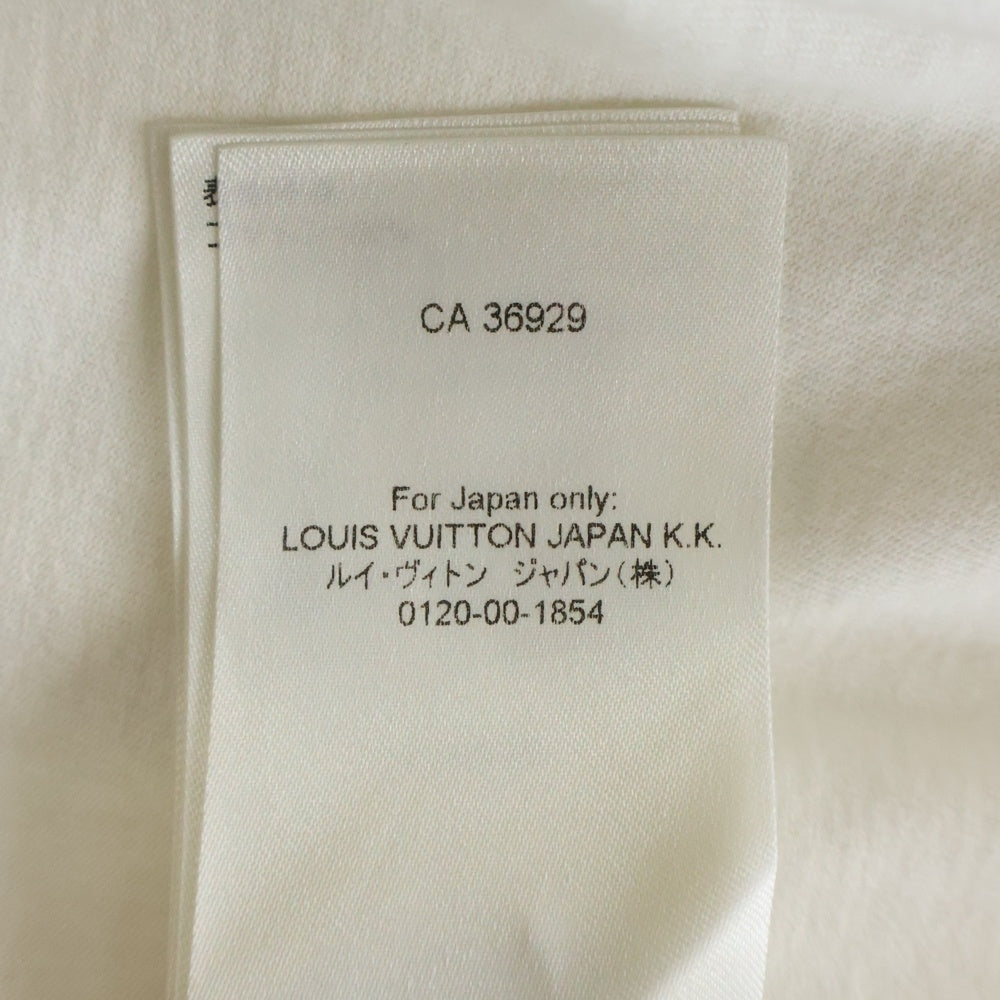 CA 36929
For Japan only:
LOUIS VUITTON JAPAN K.K.
ルイ・ヴィトン ジャパン(株)
0120-00-1854